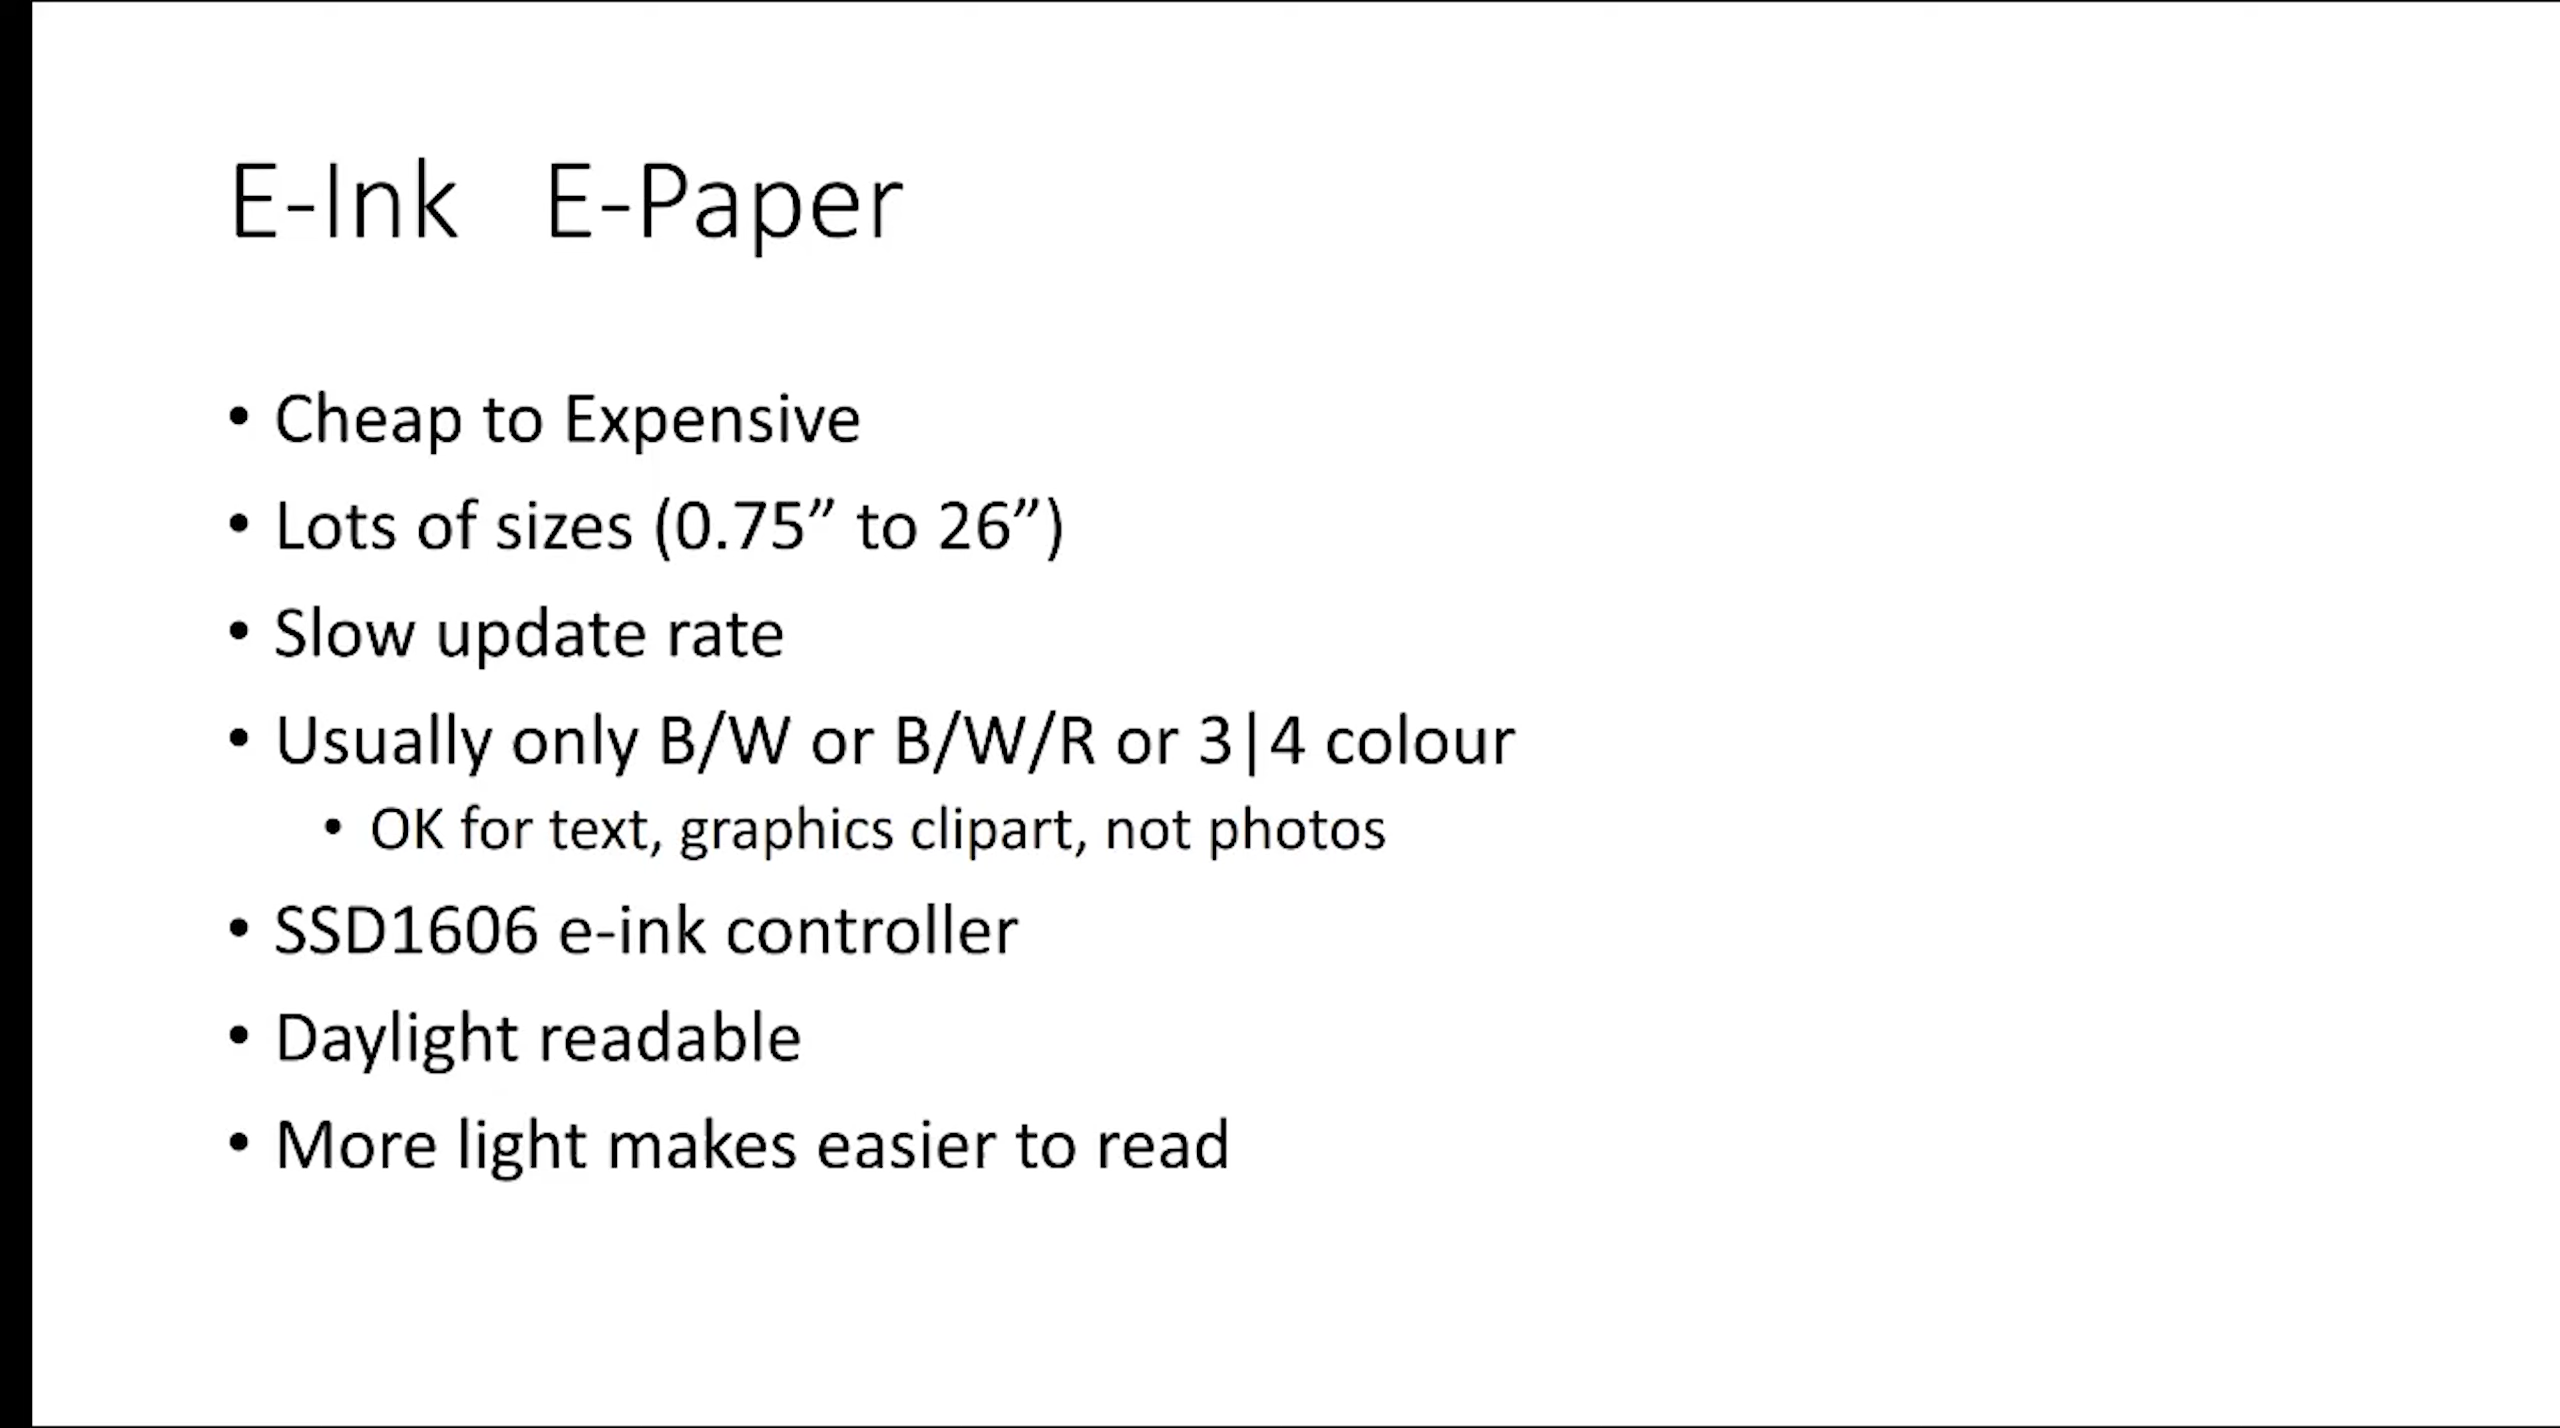 E-Ink   E-Paper
• Cheap to Expensive
• Lots of sizes (0.75” to 26”)
• Slow update rate
• Usually only B/W or B/W/R or 3|4 colour
• OK for text, graphics clipart, not photos
• SSD1606 e-ink controller
• Daylight readable
• More light makes easier to read